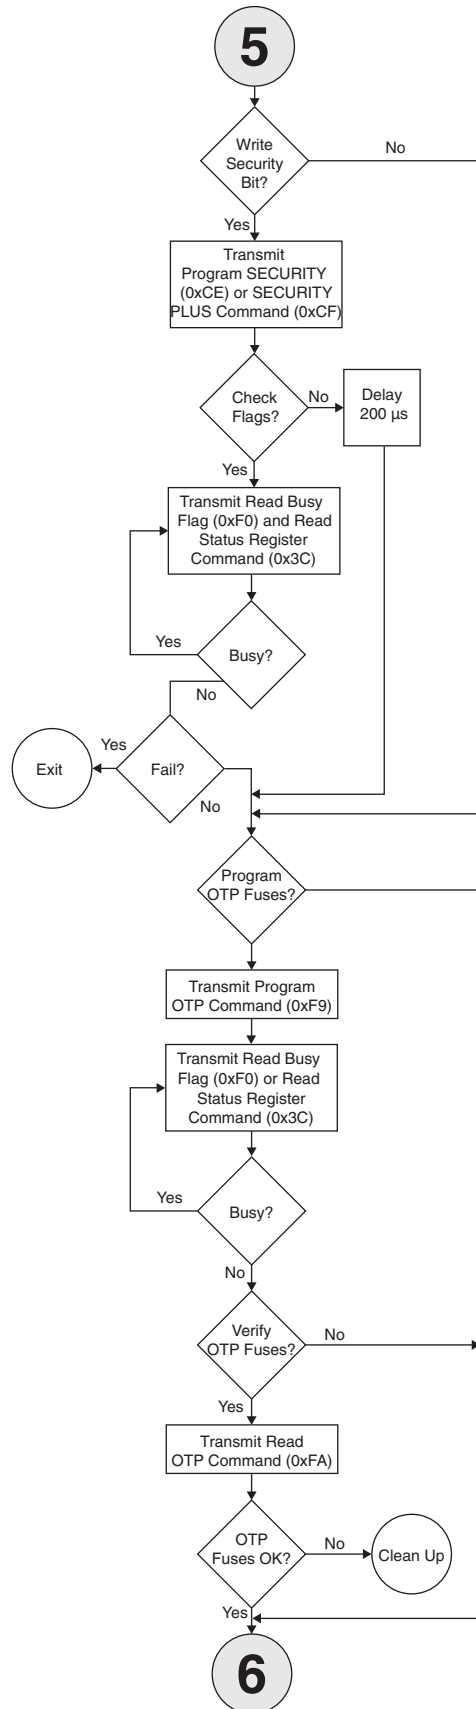 5
Write
Security
Bit?
No
Yes
Transmit
Program SECURITY
(0xCE) or SECURITY
PLUS Command (0xCF)
Check
Flags?
No
Delay
200 µs
Yes
Transmit Read Busy
Flag (0xF0) and Read
Status Register
Command (0x3C)
Yes
Busy?
No
Exit
Yes
Fail?
No
Program
OTP Fuses?
Transmit Program
OTP Command (0xF9)
Transmit Read Busy
Flag (0xF0) or Read
Status Register
Command (0x3C)
Yes
Busy?
No
Verify
OTP Fuses?
No
Yes
Transmit Read
OTP Command (0xFA)
OTP
Fuses OK?
No
Clean Up
Yes
6